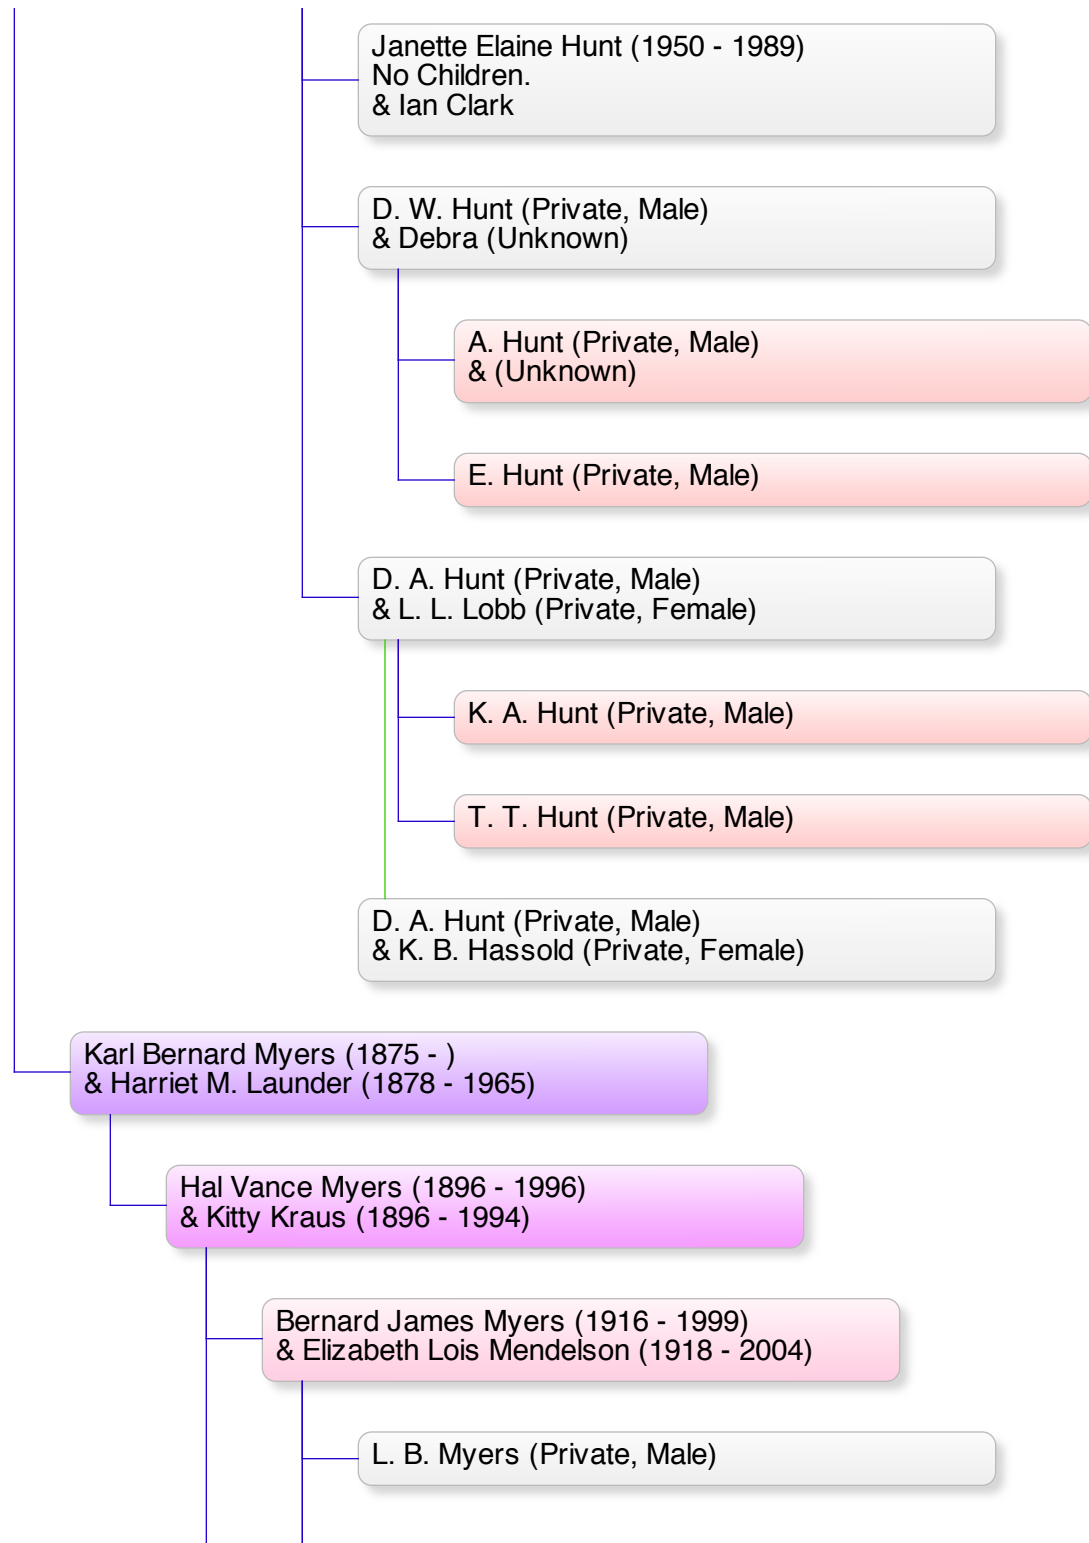 Janette Elaine Hunt (1950 - 1989)
No Children.
& Ian Clark
D. W. Hunt (Private, Male)
& Debra (Unknown)
A. Hunt (Private, Male)
& (Unknown)
E. Hunt (Private, Male)
D. A. Hunt (Private, Male)
& L. L. Lobb (Private, Female)
K. A. Hunt (Private, Male)
T. T. Hunt (Private, Male)
D. A. Hunt (Private, Male)
& K. B. Hassold (Private, Female)
Karl Bernard Myers (1875 - )
& Harriet M. Launder (1878 - 1965)
Hal Vance Myers (1896 - 1996)
& Kitty Kraus (1896 - 1994)
Bernard James Myers (1916 - 1999)
& Elizabeth Lois Mendelson (1918 - 2004)
L. B. Myers (Private, Male)